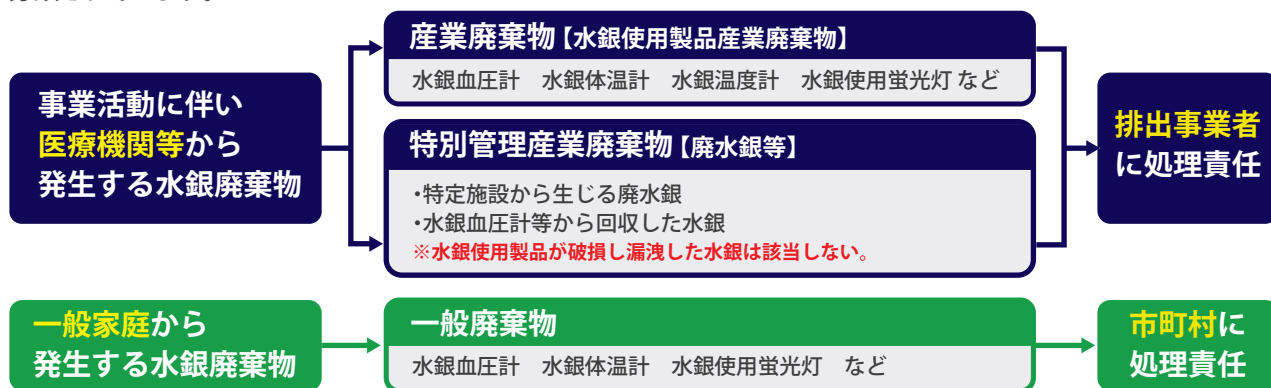 事業活動に伴い
医療機関等から
発生する水銀廃棄物
産業廃棄物【水銀使用製品産業廃棄物】
水銀血圧計　水銀体温計　水銀温度計　水銀使用蛍光灯 など
特別管理産業廃棄物【廃水銀等】
・特定施設から生じる廃水銀
・水銀血圧計等から回収した水銀
※水銀使用製品が破損し漏洩した水銀は該当しない。
排出事業者
に処理責任
一般家庭から
発生する水銀廃棄物
一般廃棄物
水銀血圧計　水銀体温計　水銀使用蛍光灯　など
市町村に
処理責任